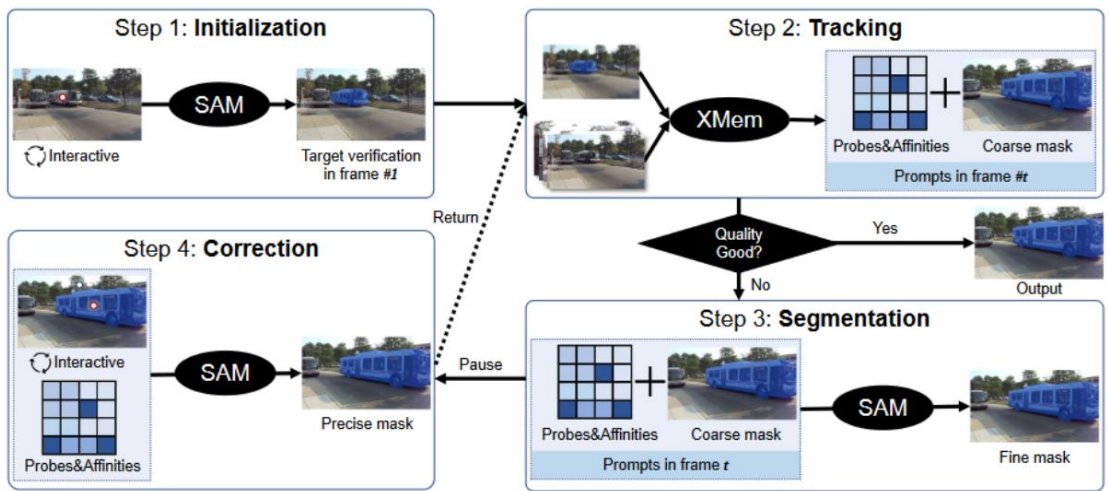 Step 1: Initialization
SAM
Interactive
Target verification
in frame #1
Step 2: Tracking
XMem
Probes&Affinities
Coarse mask
Prompts in frame #t
Quality
Good?
Yes
Output
No
Step 3: Segmentation
Probes&Affinities
Coarse mask
Prompts in frame t
SAM
Fine mask
Pause
Return
Step 4: Correction
Interactive
SAM
Precise mask
Probes&Affinities